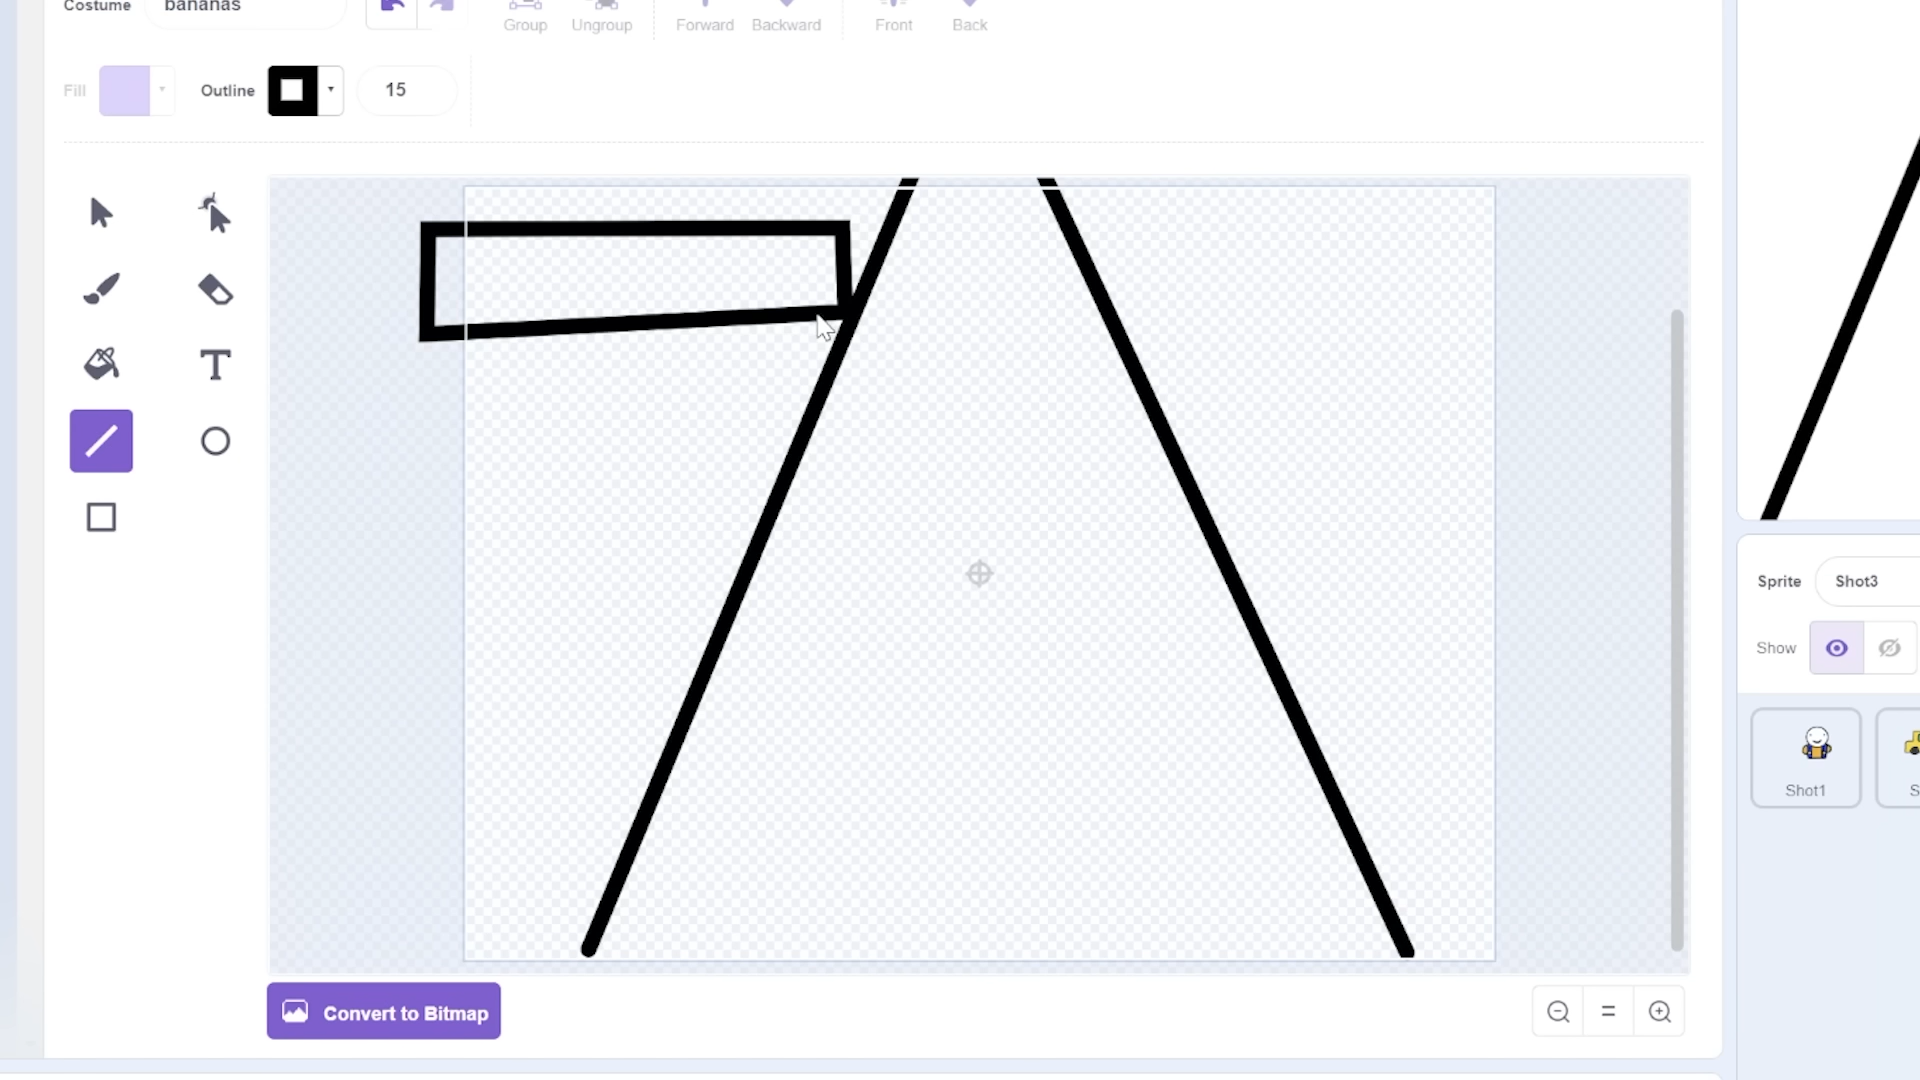 Costume bananas
Group Ungroup Forward Backward Front Back
Fill Outline 15
Convert to Bitmap
Sprite Shot3
Show
Shot1 S